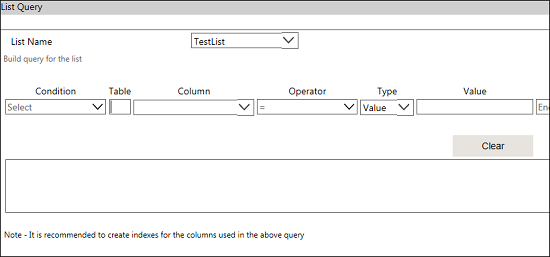 List Query
List Name TestList
Build query for the list
Condition Table Column Operator Type Value
Select = Value
Clear
Note - It is recommended to create indexes for the columns used in the above query